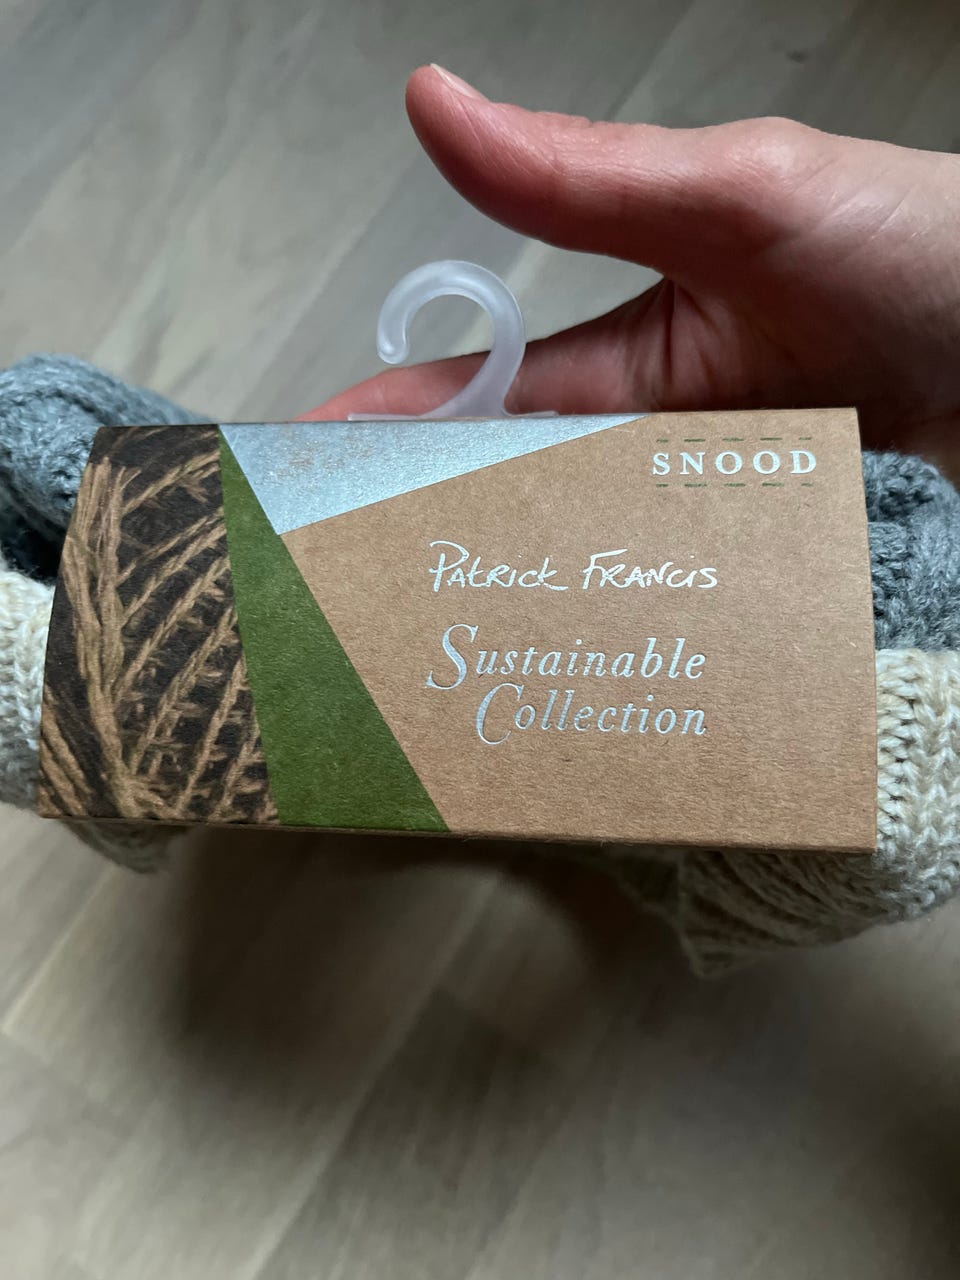 SNOOD
Patrick Francis
Sustainable
Collection